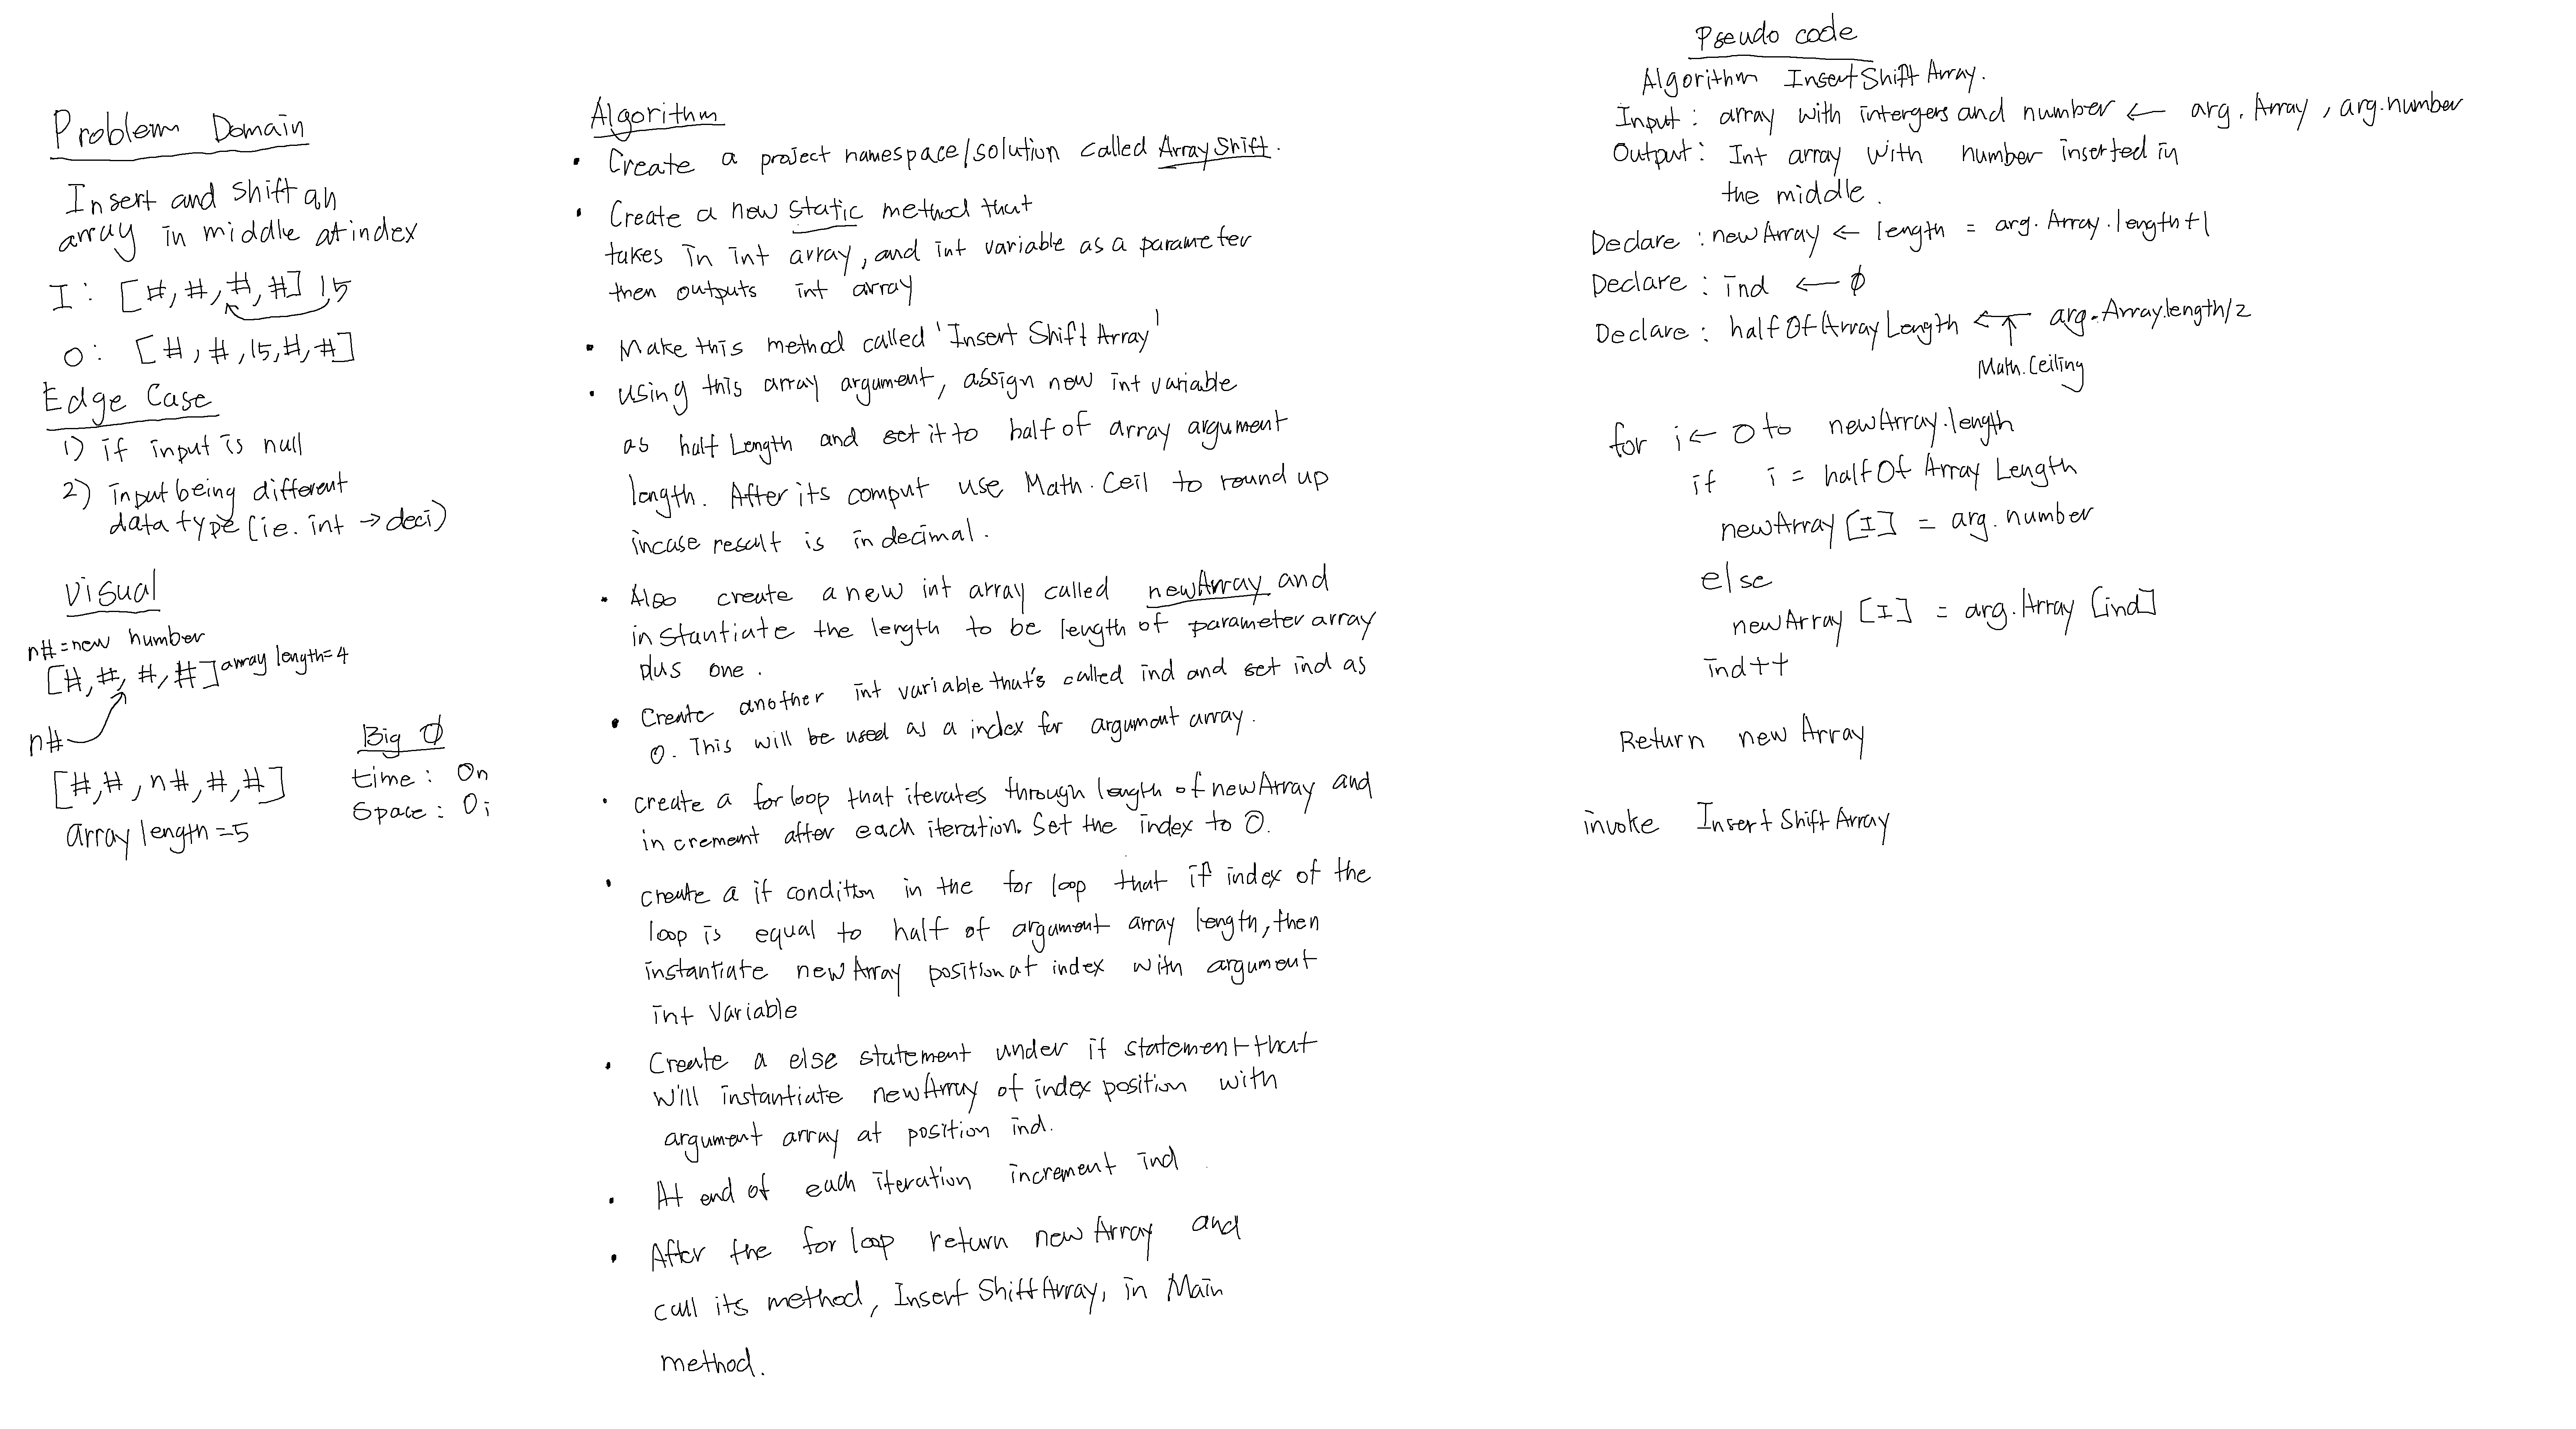 Problem Domain
Insert and shift an
array in middle at index
I: [#, #, #, #] 15
O: [#, #, 15, #, #]
Edge Case
1) if input is null
2) input being different
data type (ie. int → deci)
Visual
n# = new number
[#, #, #, #] array length = 4
n#
[#, #, n#, #, #]
array length = 5
Big O
time: On
Space: O1
Algorithm
• Create a project namespace/solution called ArrayShift.
• Create a new static method that
takes in int array, and int variable as a parameter
then outputs int array
• Make this method called 'Insert Shift Array'
• using this array argument, assign new int variable
as half Length and set it to half of array argument
length. After its comput use Math.Ceil to round up
incase result is in decimal.
• Also create a new int array called newArray and
instantiate the length to be length of parameter array
plus one.
• Create another int variable that's called ind and set ind as
0. This will be used as a index for argument array.
• create a for loop that iterates through length of newArray and
increment after each iteration. Set the index to 0.
• create a if condition in the for loop that if index of the
loop is equal to half of argument array length, then
instantiate newArray position at index with argument
int Variable
• Create a else statement under if statement that
will instantiate newArray of index position with
argument array at position ind.
• At end of each iteration increment ind
• After the for loop return newArray and
call its method, Insert ShiftArray, in Main
method.
Pseudo code
Algorithm InsertShiftArray.
Input: array with intergers and number ← arg.Array, arg.number
Output: Int array with number inserted in
the middle.
Declare: newArray ← length = arg.Array.length+1
Declare: ind ← 0
Declare: halfOfArrayLength ← arg.Array.length/2
Math.Ceiling
for i ← 0 to newArray.length
if i = halfOf Array Length
newArray [I] = arg.number
else
newArray [I] = arg.Array [ind]
ind++
Return newArray
invoke InsertShiftArray